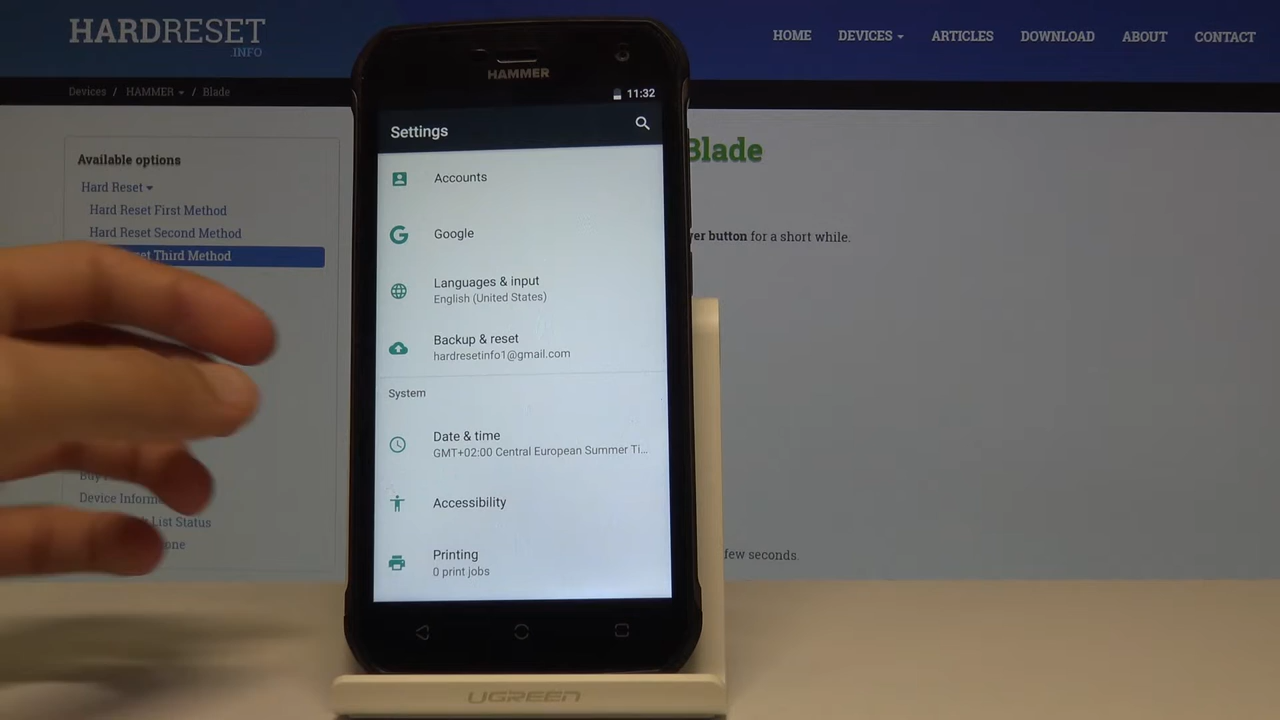 HARDRESET
.INFO
HOME DEVICES ARTICLES DOWNLOAD ABOUT CONTACT
Devices / HAMMER / Blade
Available options
Hard Reset
Hard Reset First Method
Hard Reset Second Method
Third Method
Device
List Status
Blade
button for a short while.
few seconds.
HAMMER
11:32
Settings
Accounts
Google
Languages & input
English (United States)
Backup & reset
hardresetinfo1@gmail.com
System
Date & time
GMT+02:00 Central European Summer Ti...
Accessibility
Printing
0 print jobs
UGREEN